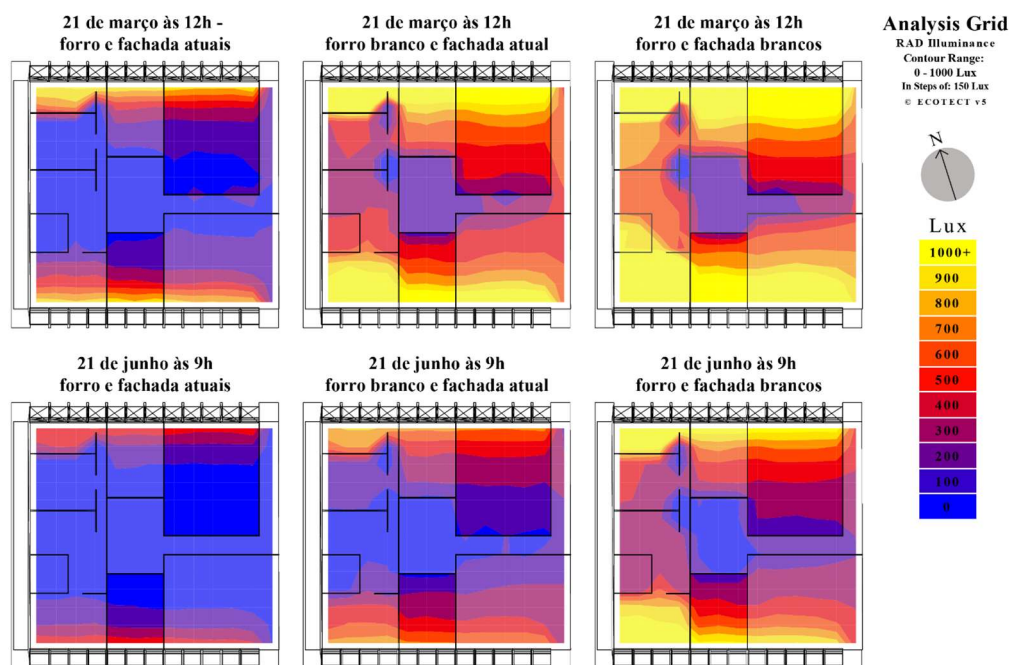 21 de março às 12h -
forro e fachada atuais
21 de março às 12h
forro branco e fachada atual
21 de março às 12h
forro e fachada brancos
Analysis Grid
RAD Illuminance
Contour Range:
0 - 1000 Lux
In Steps of: 150 Lux
© ECOTECT v5
N
Lux
1000+
900
800
700
600
500
400
300
200
100
0
21 de junho às 9h
forro e fachada atuais
21 de junho às 9h
forro branco e fachada atual
21 de junho às 9h
forro e fachada brancos